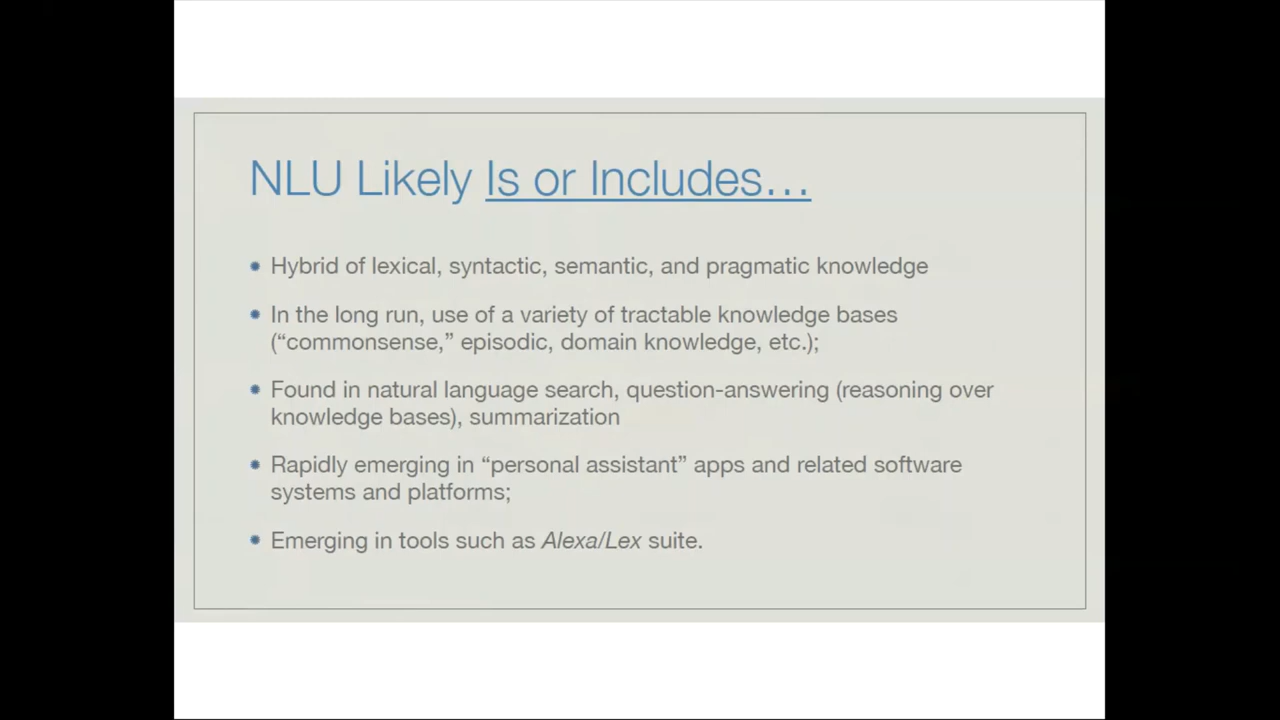 NLU Likely Is or Includes…
Hybrid of lexical, syntactic, semantic, and pragmatic knowledge
In the long run, use of a variety of tractable knowledge bases
(“commonsense,” episodic, domain knowledge, etc.);
Found in natural language search, question-answering (reasoning over
knowledge bases), summarization
Rapidly emerging in “personal assistant” apps and related software
systems and platforms;
Emerging in tools such as Alexa/Lex suite.